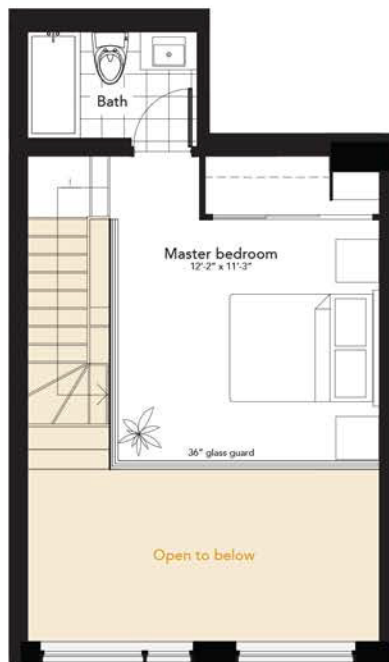 Bath
Master bedroom
12'-2" x 11'-3"
36" glass guard
Open to below